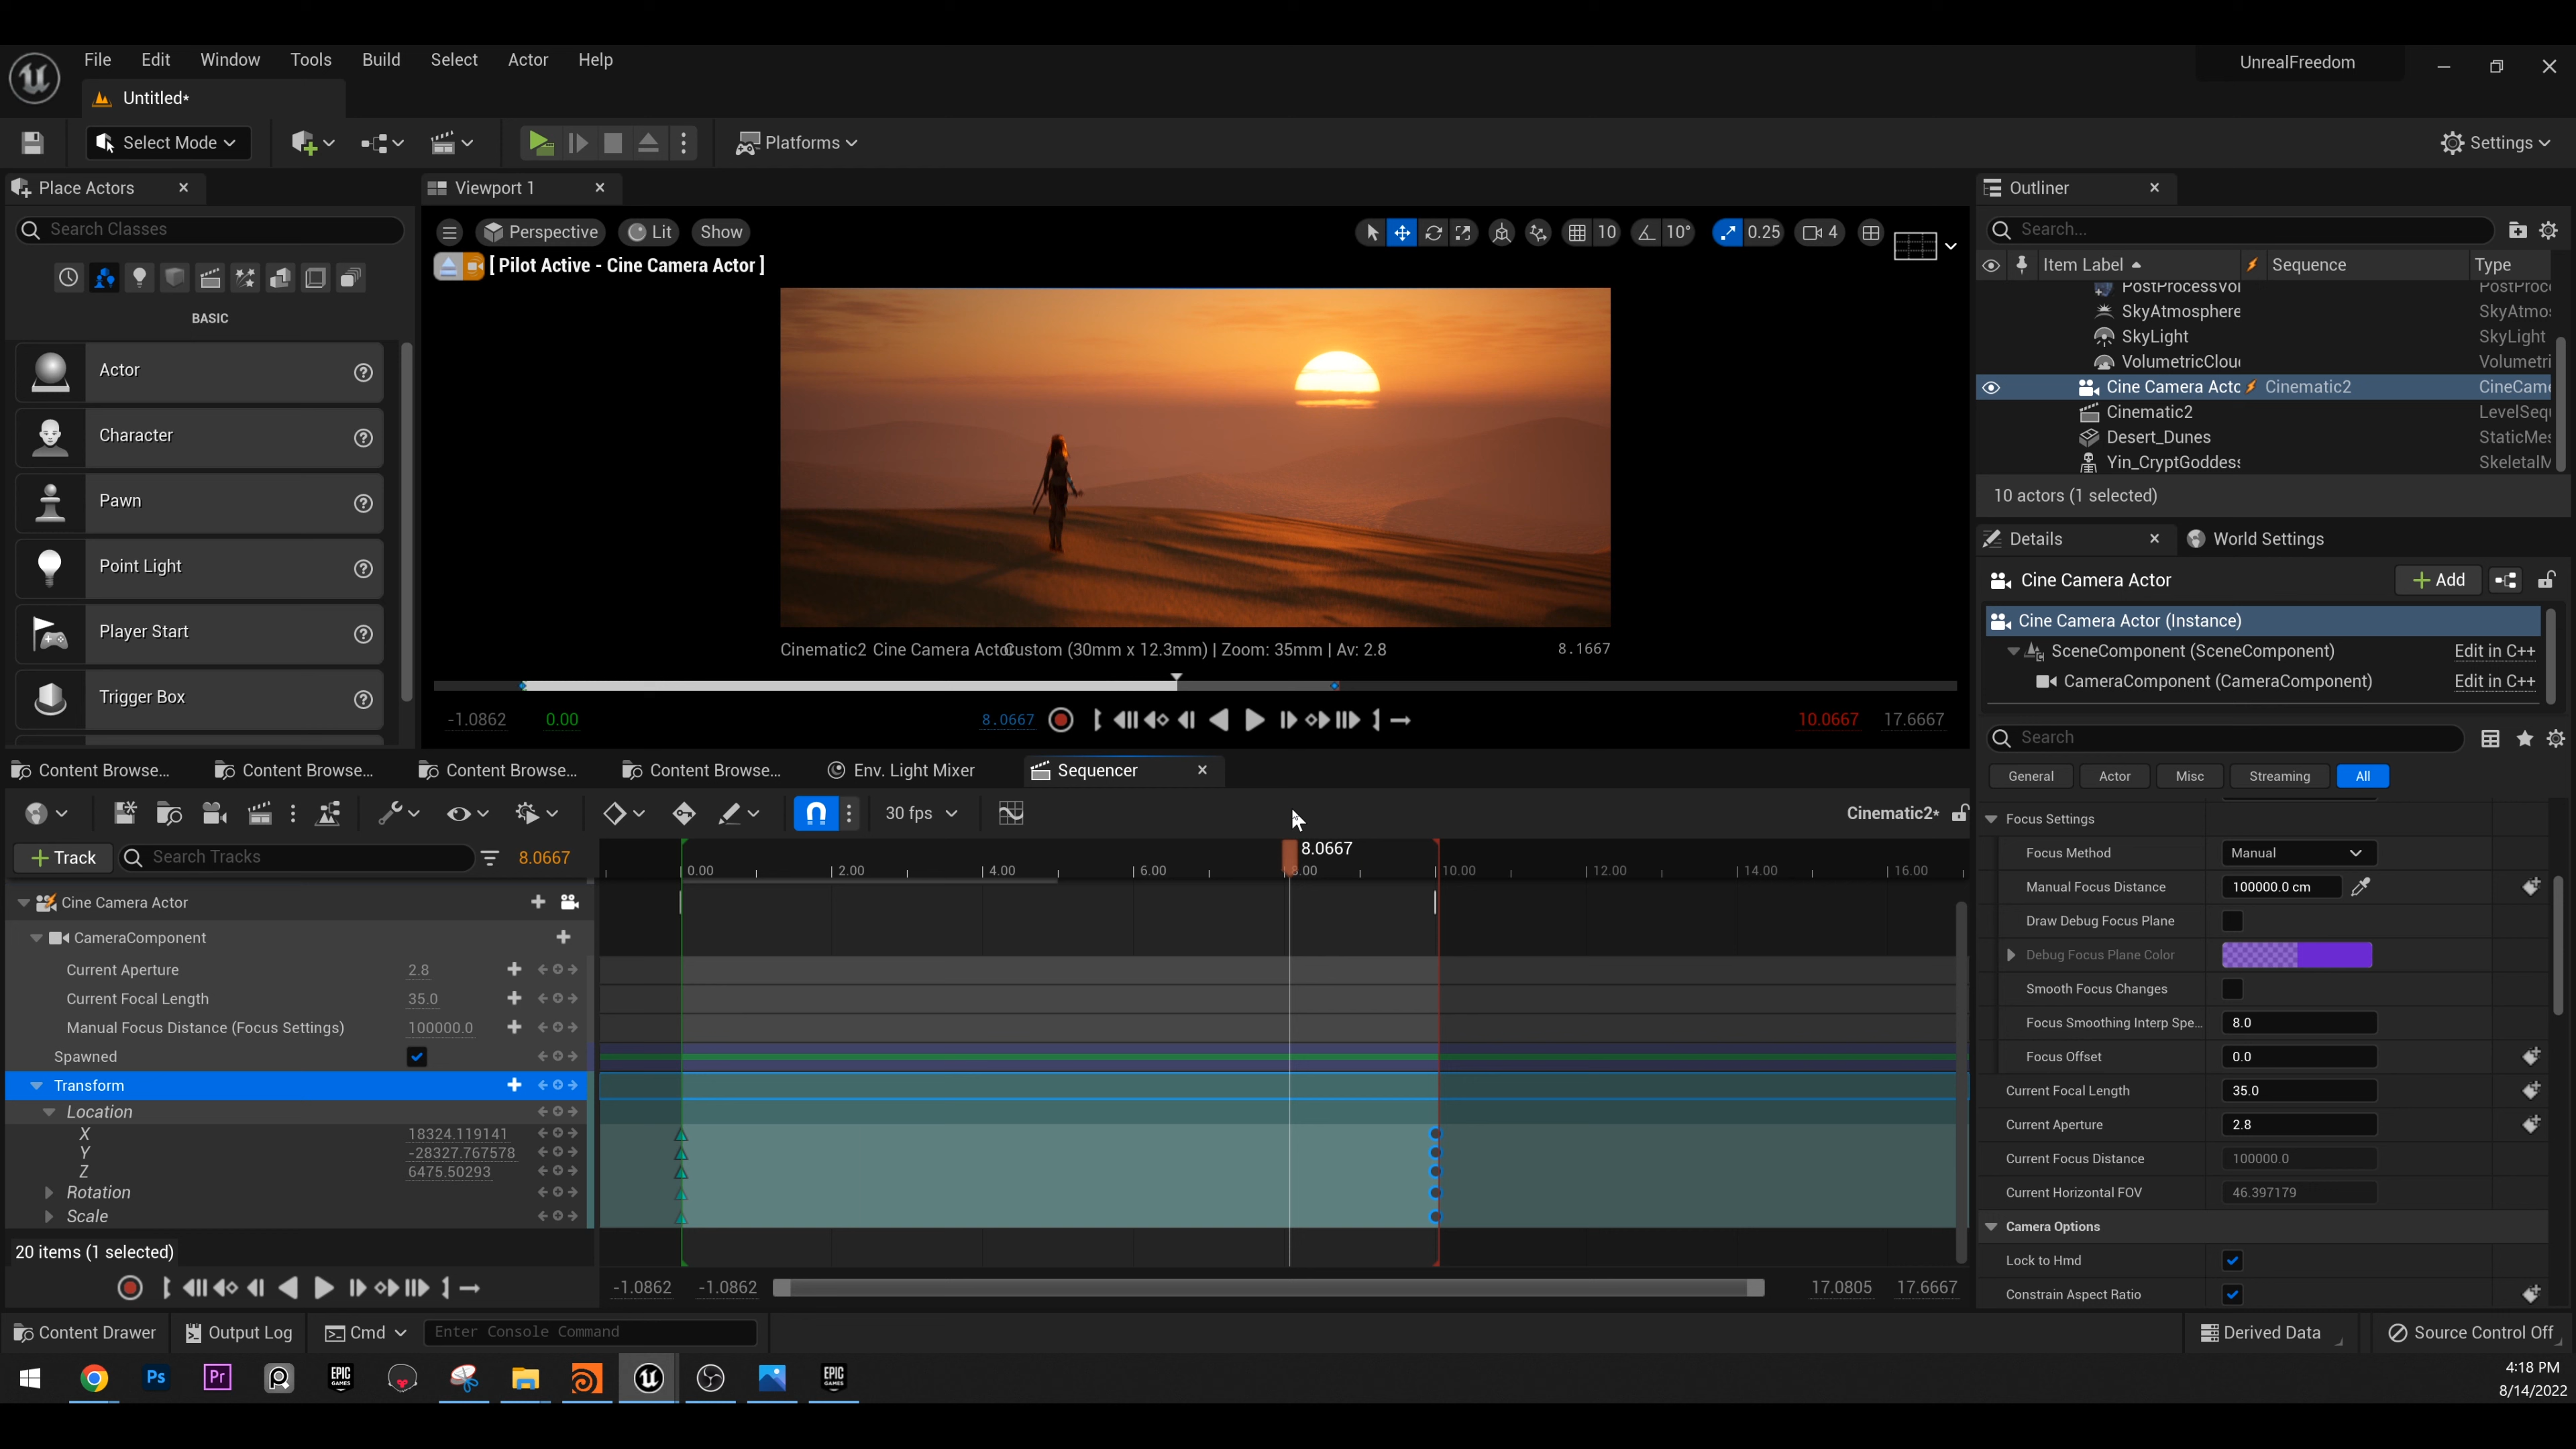 File Edit Window Tools Build Select Actor Help
UnrealFreedom
Untitled*
Select Mode
Platforms
Settings
Place Actors
Viewport 1
Outliner
Search Classes
Perspective Lit Show
10 10° 0.25 4
[ Pilot Active - Cine Camera Actor ]
BASIC
Actor
Character
Pawn
Point Light
Player Start
Trigger Box
Cinematic2 Cine Camera Actor
Custom (30mm x 12.3mm) | Zoom: 35mm | Av: 2.8
8.1667
-1.0862 0.00 8.0667 10.0667 17.6667
Search...
Item Label Sequence Type
SkyAtmosphere SkyAtmo
SkyLight SkyLight
VolumetricClou Volumetri
Cine Camera Actc Cinematic2 CineCame
Cinematic2 LevelSeq
Desert_Dunes StaticMe
Yin_CryptGoddess SkeletalM
10 actors (1 selected)
Details World Settings
Cine Camera Actor
Add
Cine Camera Actor (Instance)
SceneComponent (SceneComponent) Edit in C++
CameraComponent (CameraComponent) Edit in C++
Search
General Actor Misc Streaming All
Focus Settings
Focus Method Manual
Manual Focus Distance 100000.0 cm
Draw Debug Focus Plane
Debug Focus Plane Color
Smooth Focus Changes
Focus Smoothing Interp Spe... 8.0
Focus Offset 0.0
Current Focal Length 35.0
Current Aperture 2.8
Current Focus Distance 100000.0
Current Horizontal FOV 46.397179
Camera Options
Lock to Hmd
Constrain Aspect Ratio
Content Browse... Content Browse... Content Browse... Content Browse... Env. Light Mixer Sequencer
30 fps
Cinematic2*
Track
Search Tracks
8.0667
8.0667
0.00 2.00 4.00 6.00 8.00 10.00 12.00 14.00 16.00
Cine Camera Actor
CameraComponent
Current Aperture 2.8
Current Focal Length 35.0
Manual Focus Distance (Focus Settings) 100000.0
Spawned
Transform
Location
X 18324.119141
Y -28327.767578
Z 6475.50293
Rotation
Scale
20 items (1 selected)
-1.0862 -1.0862 17.0805 17.6667
Content Drawer Output Log Cmd Enter Console Command
Derived Data Source Control Off
Ps Pr EPIC GAMES EPIC GAMES
4:18 PM
8/14/2022